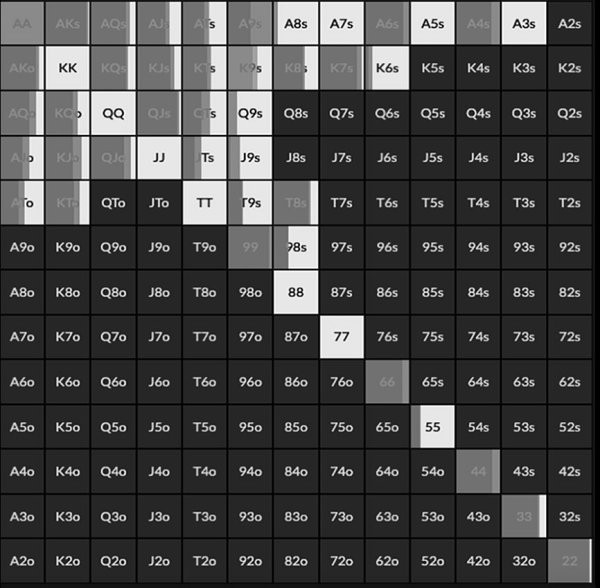 AA AKs AQs AJs ATs A9s A8s A7s A6s A5s A4s A3s A2s
AKo KK KQs KJs KTs K9s K8s K7s K6s K5s K4s K3s K2s
AQo KQo QQ QJs QTs Q9s Q8s Q7s Q6s Q5s Q4s Q3s Q2s
AJo KJo QJo JJ JTs J9s J8s J7s J6s J5s J4s J3s J2s
ATo KTo QTo JTo TT T9s T8s T7s T6s T5s T4s T3s T2s
A9o K9o Q9o J9o T9o 99 98s 97s 96s 95s 94s 93s 92s
A8o K8o Q8o J8o T8o 98o 88 87s 86s 85s 84s 83s 82s
A7o K7o Q7o J7o T7o 97o 87o 77 76s 75s 74s 73s 72s
A6o K6o Q6o J6o T6o 96o 86o 76o 66 65s 64s 63s 62s
A5o K5o Q5o J5o T5o 95o 85o 75o 65o 55 54s 53s 52s
A4o K4o Q4o J4o T4o 94o 84o 74o 64o 54o 44 43s 42s
A3o K3o Q3o J3o T3o 93o 83o 73o 63o 53o 43o 33 32s
A2o K2o Q2o J2o T2o 92o 82o 72o 62o 52o 42o 32o 22